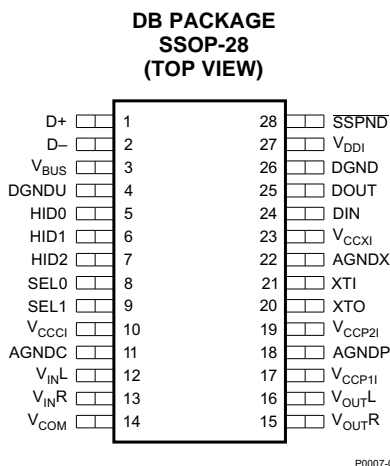 DB PACKAGE
SSOP-28
(TOP VIEW)
D+ 1 28 SSPND
D– 2 27 VDDI
VBUS 3 26 DGND
DGNDU 4 25 DOUT
HID0 5 24 DIN
HID1 6 23 VCCXI
HID2 7 22 AGNDX
SEL0 8 21 XTI
SEL1 9 20 XTO
VCCCI 10 19 VCCP2I
AGNDC 11 18 AGNDP
VINL 12 17 VCCP1I
VINR 13 16 VOUTL
VCOM 14 15 VOUTR